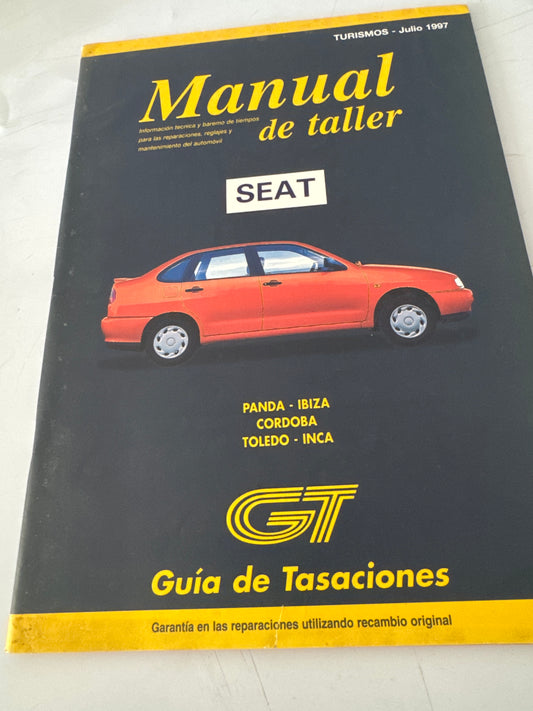 TURISMOS - Julio 1997
Manual
de taller
Información técnica y baremo de tiempos
para las reparaciones, reglajes y
mantenimiento del automóvil
SEAT
PANDA - IBIZA
CORDOBA
TOLEDO - INCA
GT
Guía de Tasaciones
Garantía en las reparaciones utilizando recambio original